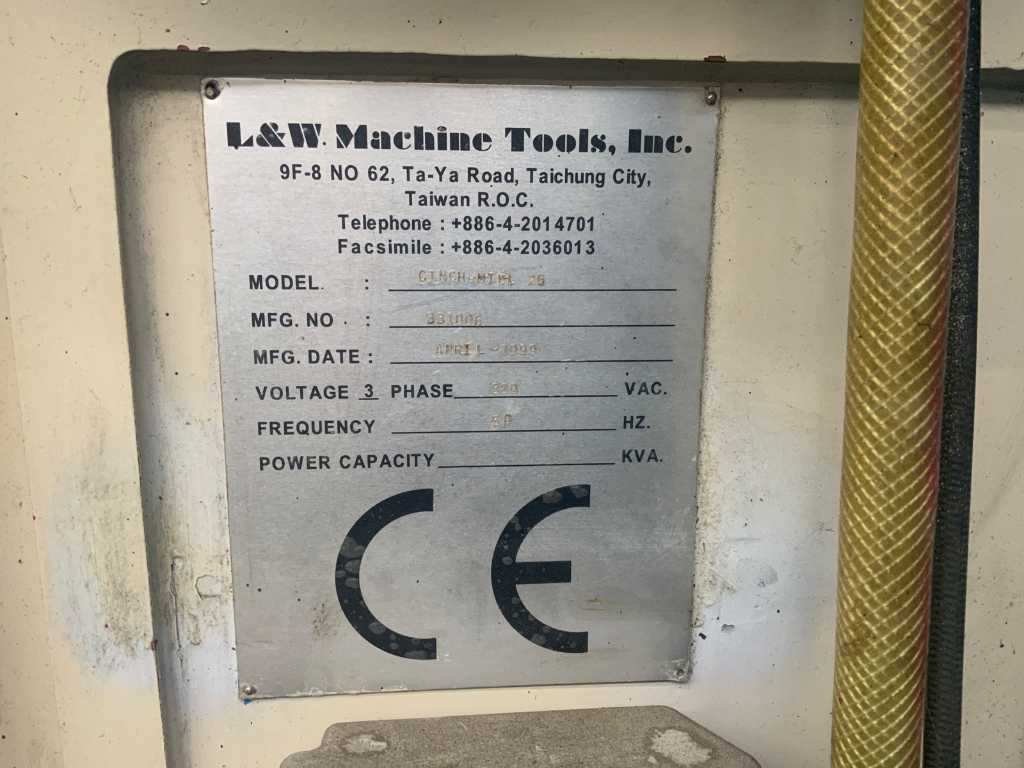 L&W. Machine Tools, Inc.
9F-8 NO 62, Ta-Ya Road, Taichung City,
Taiwan R.O.C.
Telephone : +886-4-2014701
Facsimile : +886-4-2036013
MODEL. :
MFG. NO . :
MFG. DATE : APRIL
VOLTAGE 3 PHASE VAC.
FREQUENCY HZ.
POWER CAPACITY KVA.
CE